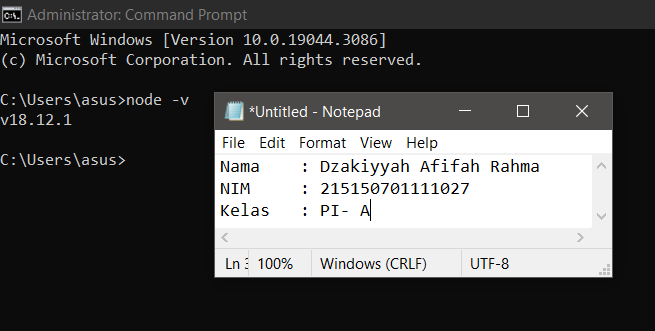 Administrator: Command Prompt
Microsoft Windows [Version 10.0.19044.3086]
(c) Microsoft Corporation. All rights reserved.
C:\Users\asus>node -v
v18.12.1
C:\Users\asus>
*Untitled - Notepad
File Edit Format View Help
Nama : Dzakiyyah Afifah Rahma
NIM : 215150701111027
Kelas : PI- A
Ln 100% Windows (CRLF) UTF-8